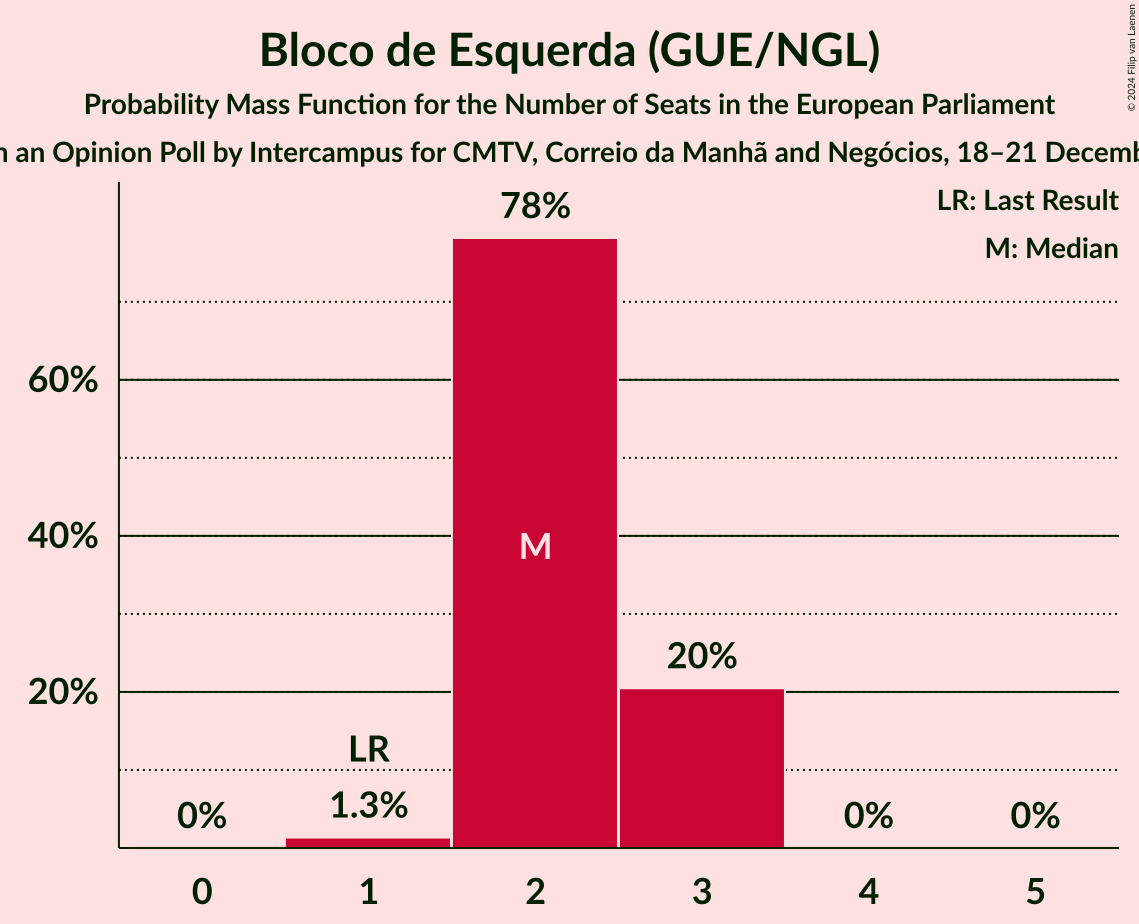 Bloco de Esquerda (GUE/NGL)
Probability Mass Function for the Number of Seats in the European Parliament
an Opinion Poll by Intercampus for CMTV, Correio da Manhã and Negócios, 18–21
© 2024 Filip van Laenen
LR: Last Result
M: Median
78%
60%
M
40%
20%
20%
LR
0%
1.3%
0%
0%
0
1
2
3
4
5